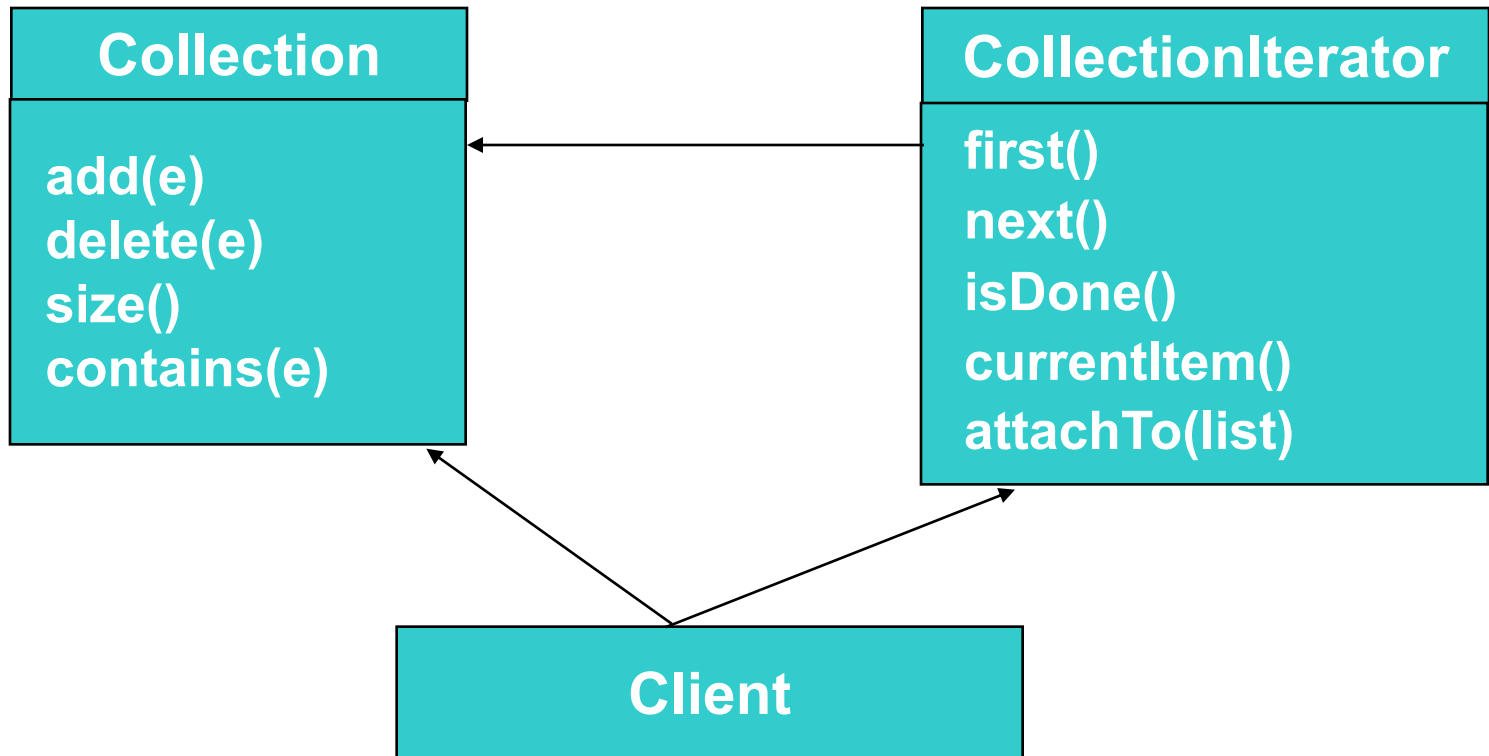 Collection
add(e)
delete(e)
size()
contains(e)
CollectionIterator
first()
next()
isDone()
currentItem()
attachTo(list)
Client